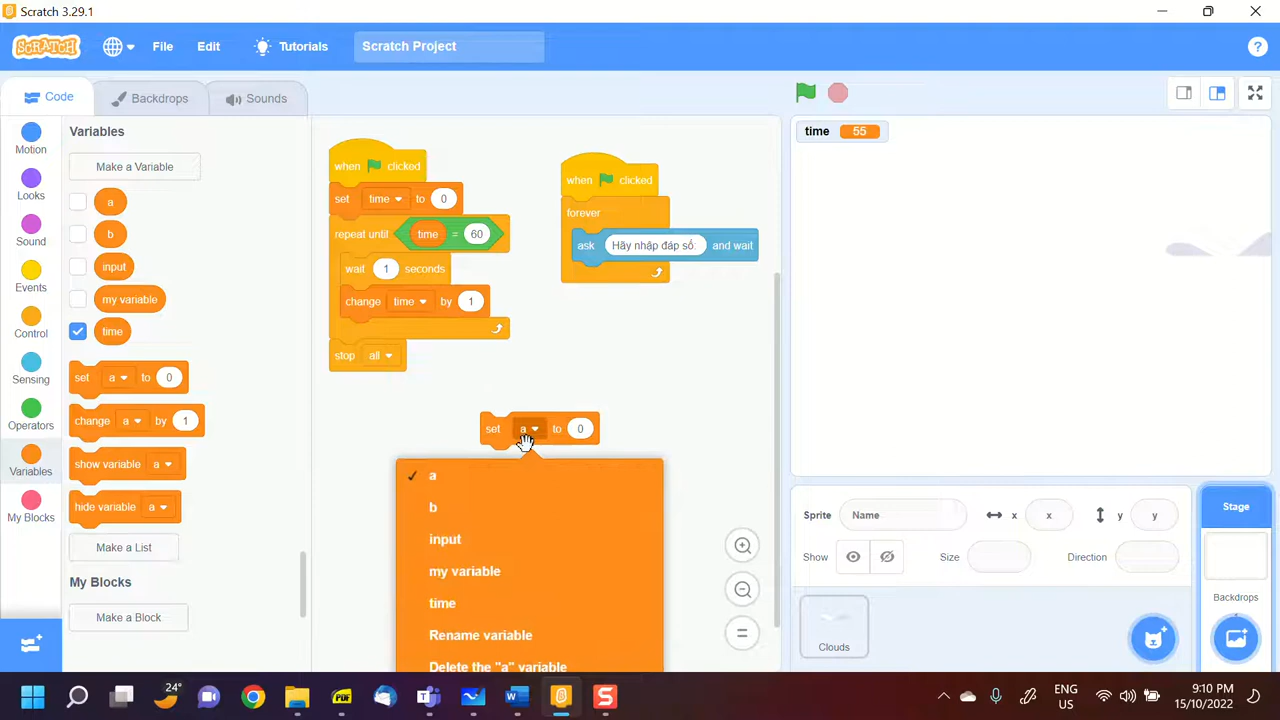 Scratch 3.29.1
SCRATCH
File
Edit
Tutorials
Scratch Project
?
Code
Backdrops
Sounds
Motion
Looks
Sound
Events
Control
Sensing
Operators
Variables
My Blocks
Variables
Make a Variable
a
b
input
my variable
time
set a to 0
change a by 1
show variable a
hide variable a
Make a List
My Blocks
Make a Block
when clicked
set time to 0
repeat until time = 60
wait 1 seconds
change time by 1
stop all
when clicked
forever
ask Hãy nhập đáp số: and wait
set a to 0
✓ a
b
input
my variable
time
Rename variable
Delete the "a" variable
time 55
Sprite Name x x y y
Show Size Direction
Clouds
Stage
Backdrops
24°
PDF
W
S
ENG
US
9:10 PM
15/10/2022